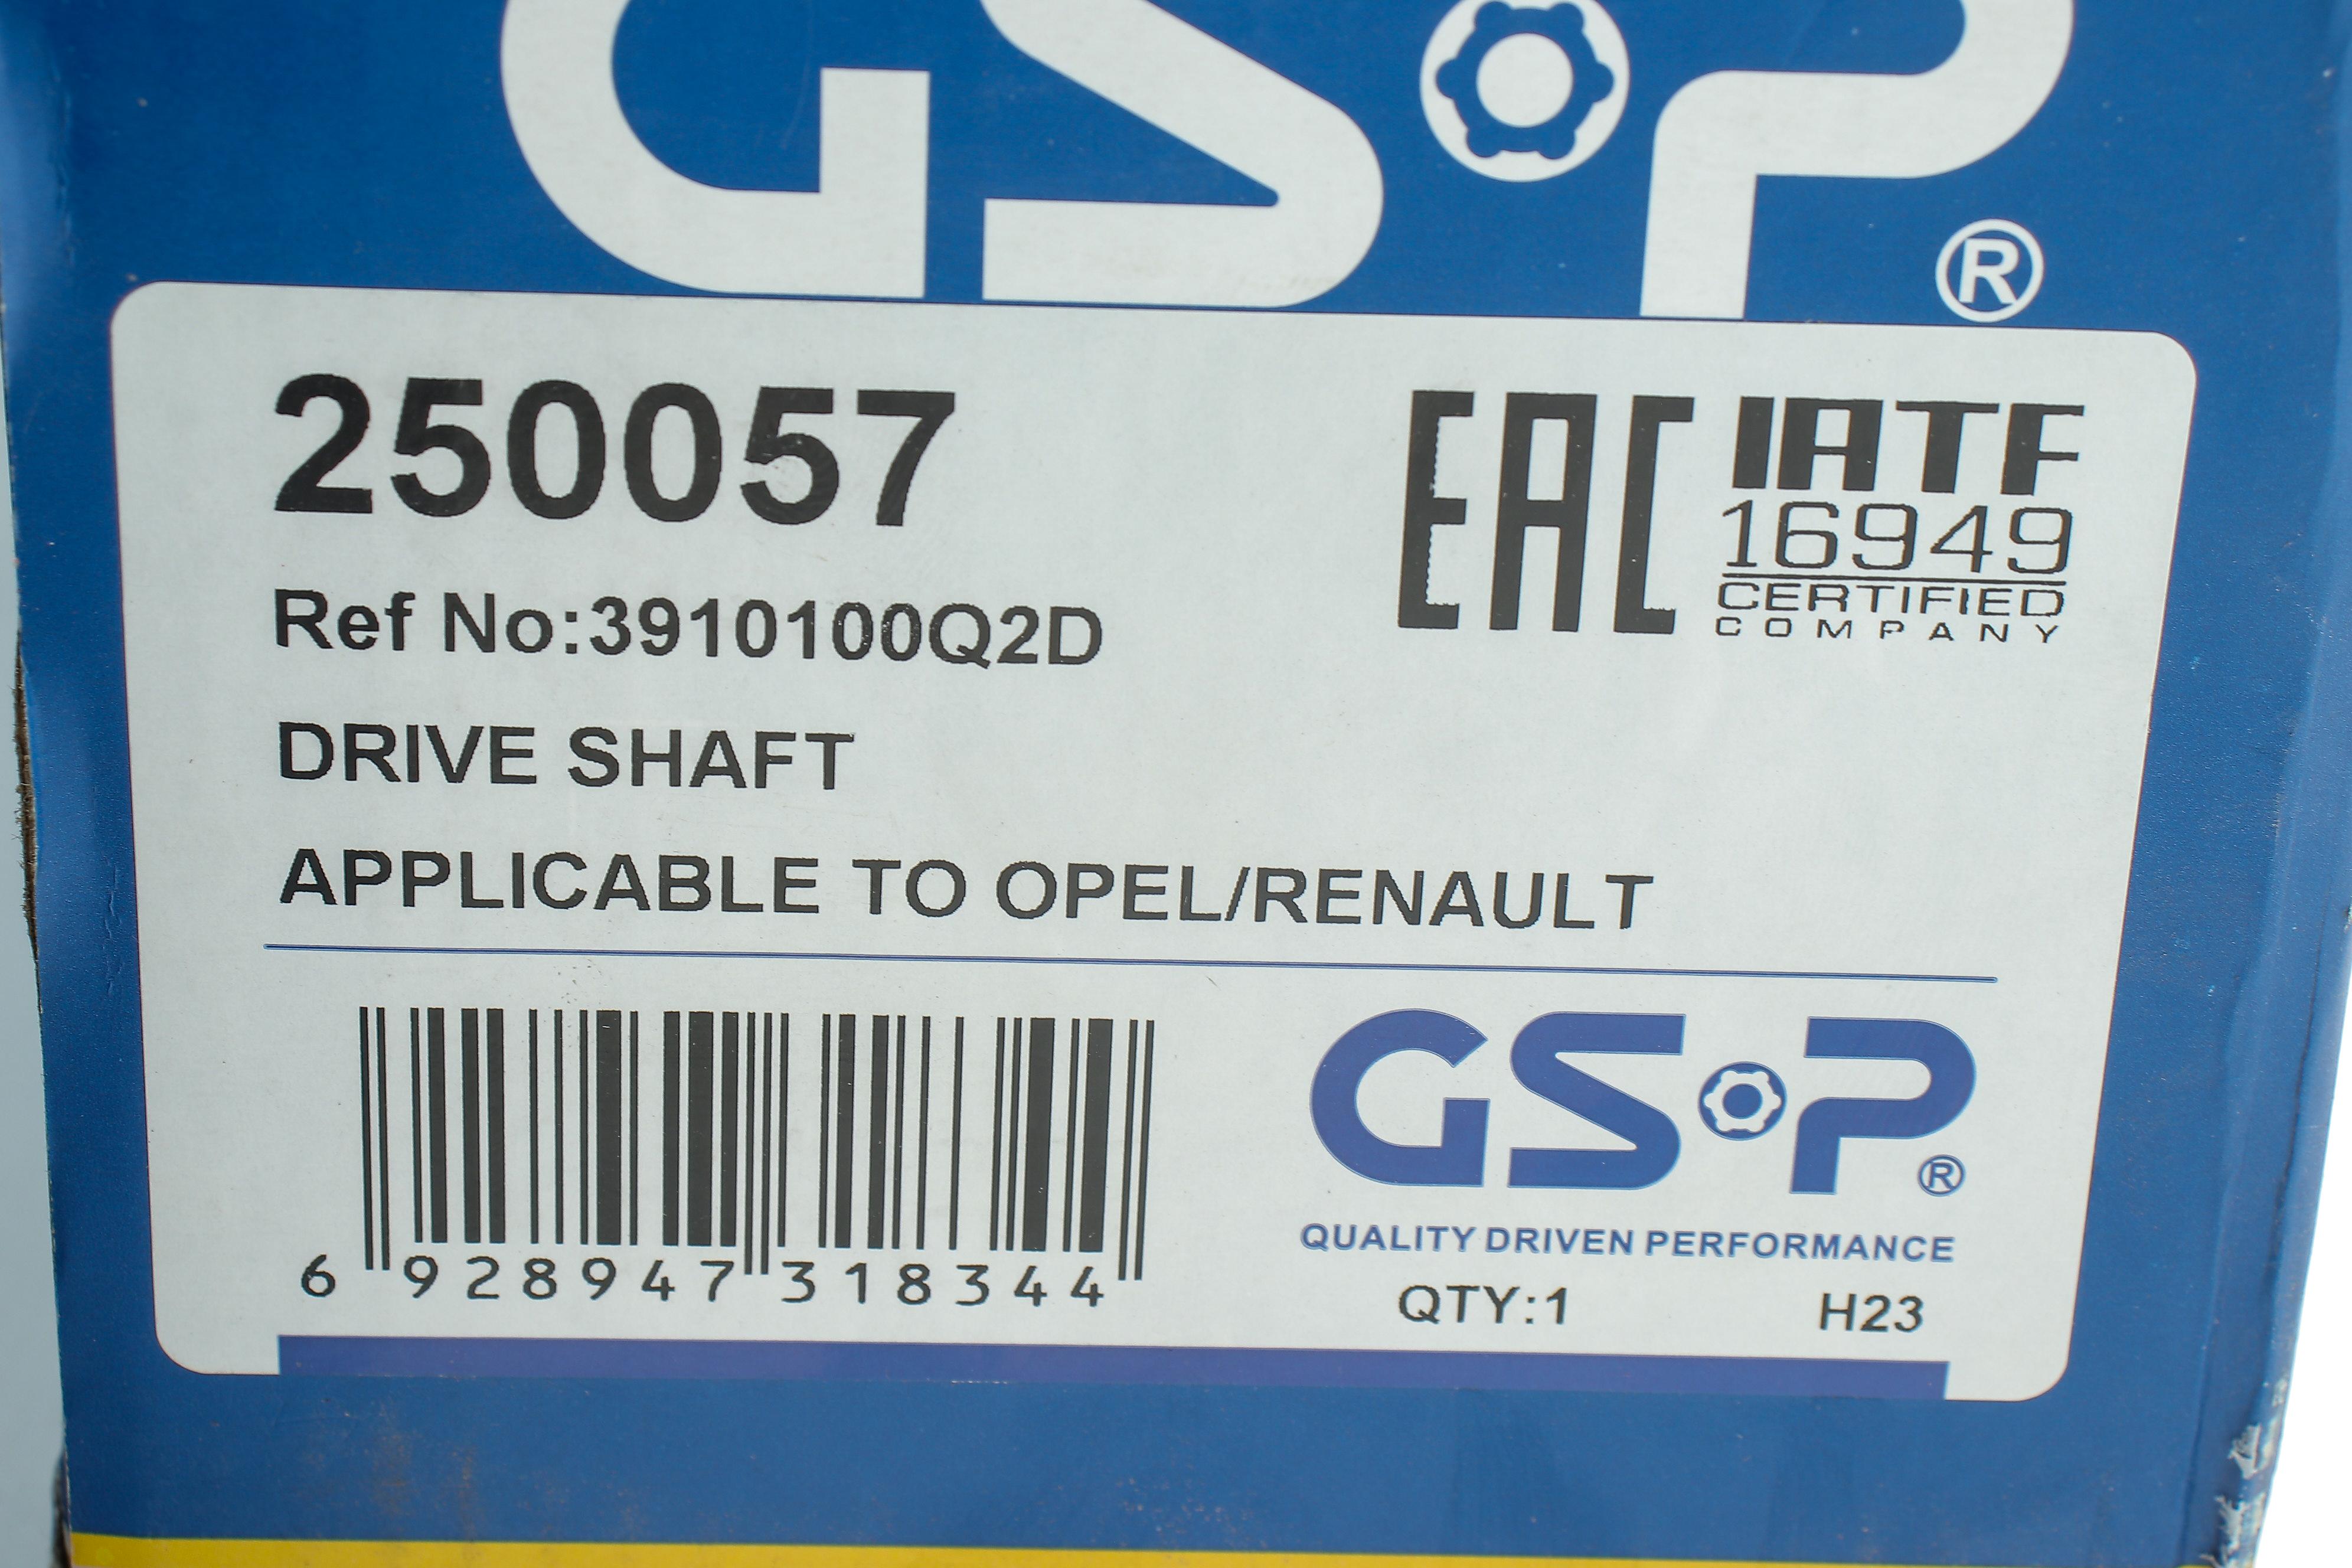 GSP®
250057
EAC
IATF
16949
CERTIFIED
COMPANY
Ref No:3910100Q2D
DRIVE SHAFT
APPLICABLE TO OPEL/RENAULT
6 928947 318344
GSP®
QUALITY DRIVEN PERFORMANCE
QTY:1 H23